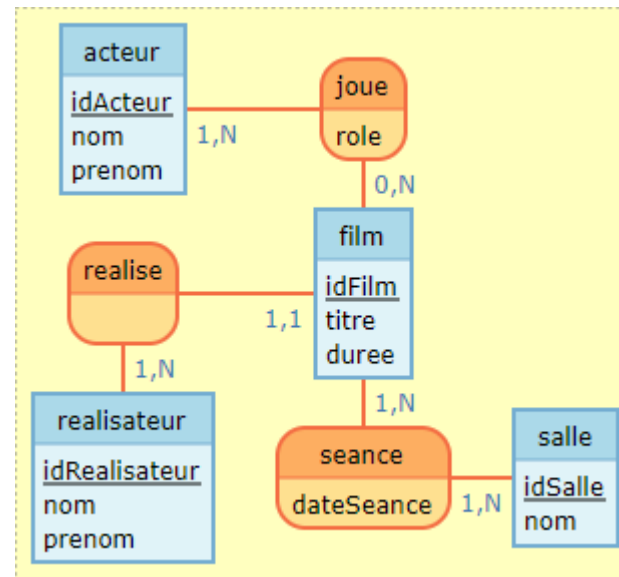 acteur
idActeur
nom
prenom
1,N
joue
role
0,N
film
idFilm
titre
duree
realise
1,1
1,N
realisateur
idRealisateur
nom
prenom
1,N
seance
dateSeance
1,N
salle
idSalle
nom